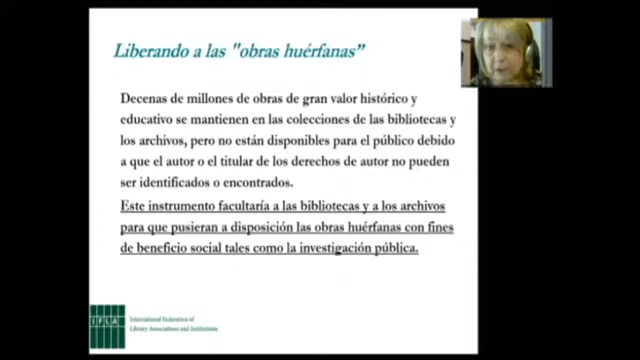 Liberando a las "obras huérfanas”
Decenas de millones de obras de gran valor histórico y
educativo se mantienen en las colecciones de las bibliotecas y
los archivos, pero no están disponibles para el público debido
a que el autor o el titular de los derechos de autor no pueden
ser identificados o encontrados.
Este instrumento facultaría a las bibliotecas y a los archivos
para que pusieran a disposición las obras huérfanas con fines
de beneficio social tales como la investigación pública.
IFLA
International Federation of
Library Associations and Institutions